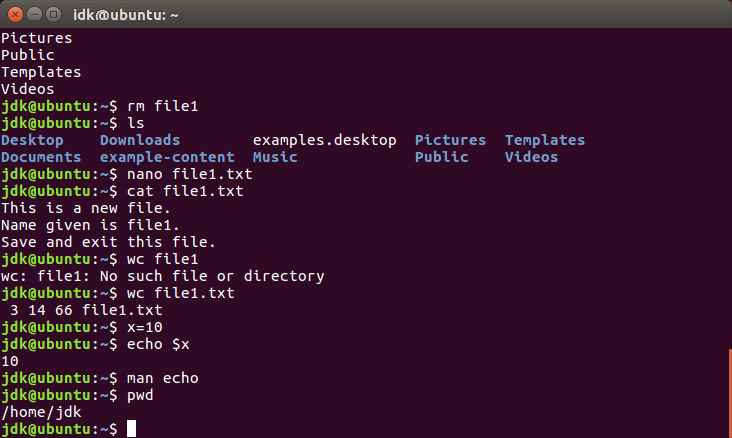 jdk@ubuntu: ~
Pictures
Public
Templates
Videos
jdk@ubuntu:~$ rm file1
jdk@ubuntu:~$ ls
Desktop Downloads examples.desktop Pictures Templates
Documents example-content Music Public Videos
jdk@ubuntu:~$ nano file1.txt
jdk@ubuntu:~$ cat file1.txt
This is a new file.
Name given is file1.
Save and exit this file.
jdk@ubuntu:~$ wc file1
wc: file1: No such file or directory
jdk@ubuntu:~$ wc file1.txt
3 14 66 file1.txt
jdk@ubuntu:~$ x=10
jdk@ubuntu:~$ echo $x
10
jdk@ubuntu:~$ man echo
jdk@ubuntu:~$ pwd
/home/jdk
jdk@ubuntu:~$